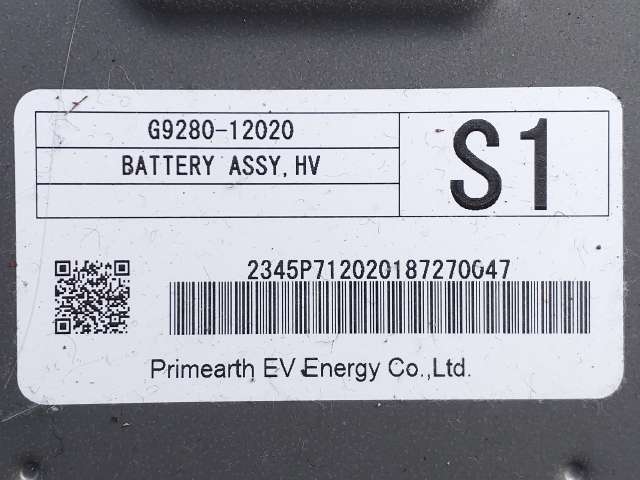 G9280-12020
BATTERY ASSY,HV
S1
2345P712020187270047
Primearth EV Energy Co.,Ltd.